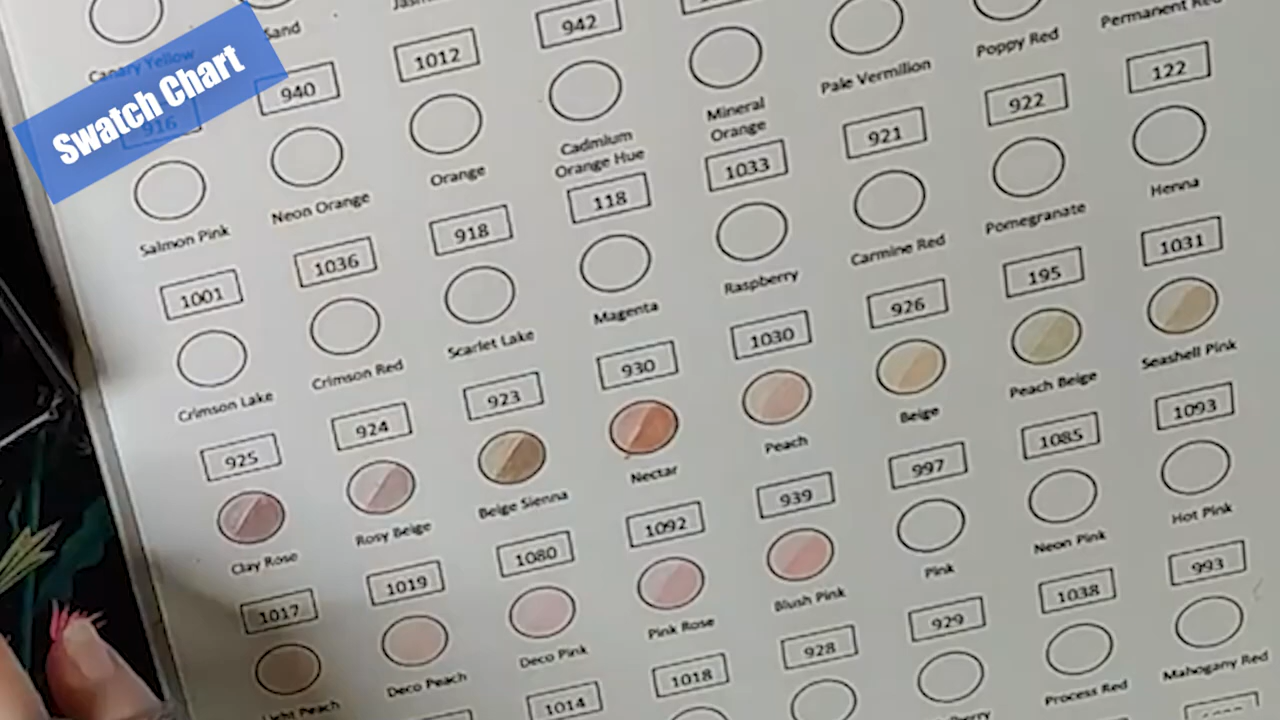 Swatch Chart
Canary Yellow
Sand
Poppy Red
Permanent Red
Pale Vermilion
916
940
1012
942
Salmon Pink
Neon Orange
Orange
Cadmium
Orange Hue
Mineral
Orange
1001
1036
918
118
1033
921
922
122
Crimson Lake
Crimson Red
Scarlet Lake
Magenta
Raspberry
Carmine Red
Pomegranate
Henna
925
924
923
930
1030
926
195
1031
Clay Rose
Rosy Beige
Beige Sienna
Nectar
Peach
Beige
Peach Beige
Seashell Pink
1017
1019
1080
1092
939
997
1085
1093
Light Peach
Deco Peach
Deco Pink
Pink Rose
Blush Pink
Pink
Neon Pink
Hot Pink
1014
1018
928
929
1038
993
Process Red
Mahogany Red